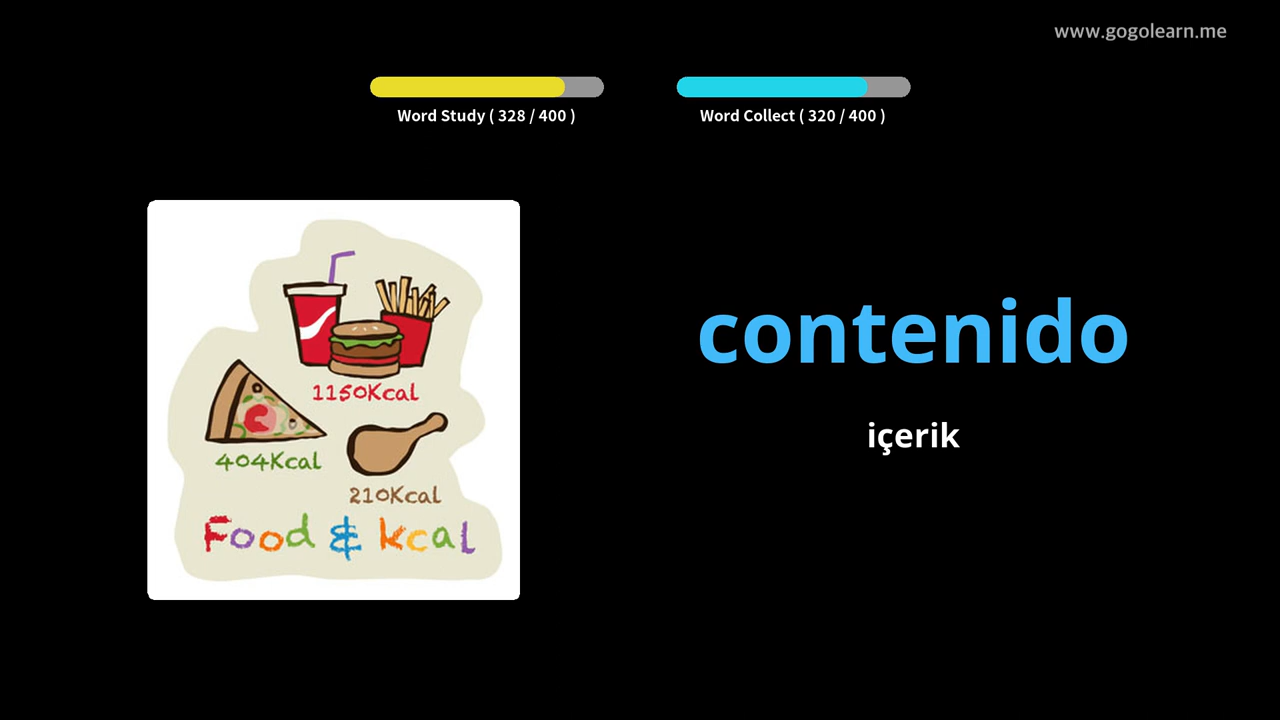 www.gogolearn.me
Word Study ( 328 / 400 )
Word Collect ( 320 / 400 )
1150Kcal
404Kcal
210Kcal
Food & kcal
contenido
içerik